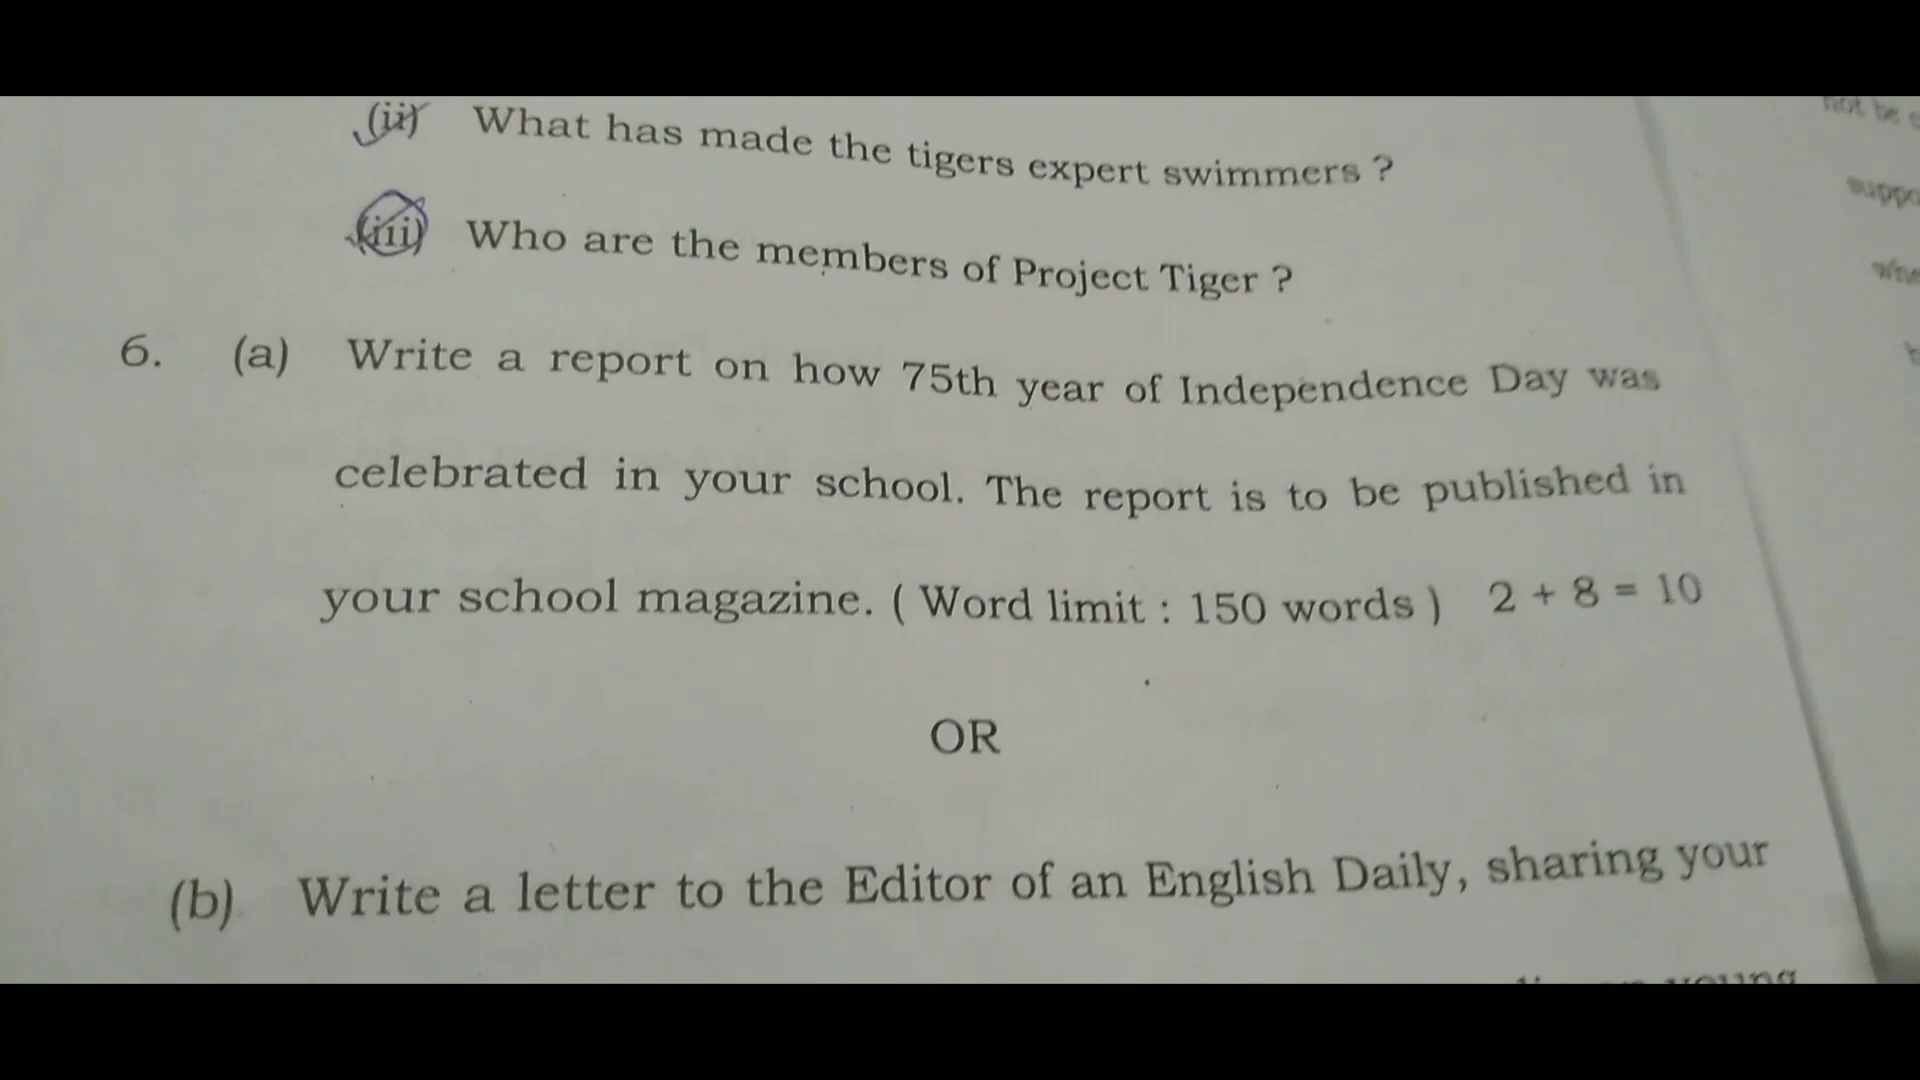 (ii) What has made the tigers expert swimmers ?
(iii) Who are the members of Project Tiger ?
6. (a) Write a report on how 75th year of Independence Day was
celebrated in your school. The report is to be published in
your school magazine. ( Word limit : 150 words ) 2 + 8 = 10
OR
(b) Write a letter to the Editor of an English Daily, sharing your
young
not be